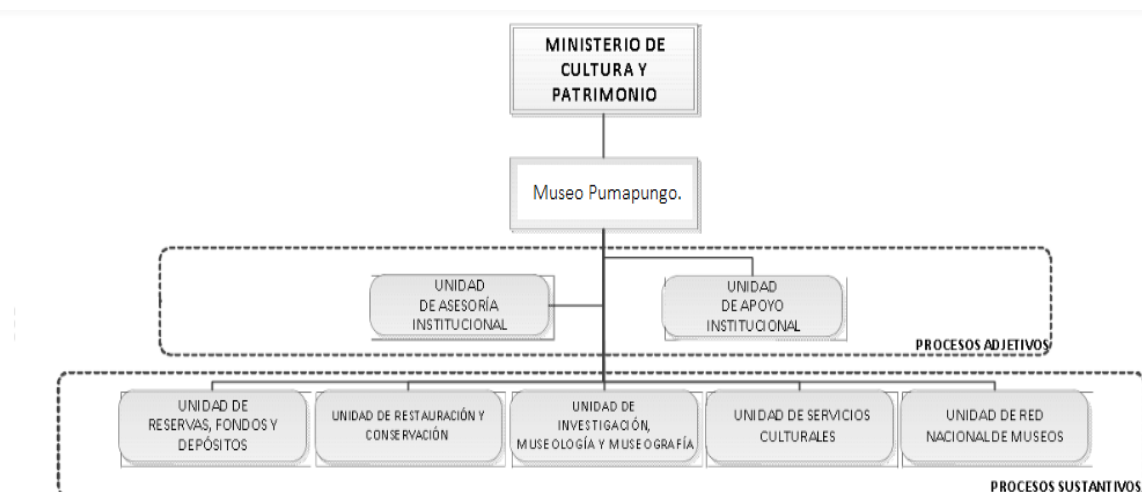 MINISTERIO DE
CULTURA Y
PATRIMONIO
Museo Pumapungo.
UNIDAD
DE ASESORÍA
INSTITUCIONAL
UNIDAD
DE APOYO
INSTITUCIONAL
PROCESOS ADJETIVOS
UNIDAD DE
RESERVAS, FONDOS Y
DEPÓSITOS
UNIDAD DE RESTAURACIÓN Y
CONSERVACIÓN
UNIDAD DE
INVESTIGACIÓN,
MUSEOLOGÍA Y MUSEOGRAFÍA
UNIDAD DE SERVICIOS
CULTURALES
UNIDAD DE RED
NACIONAL DE MUSEOS
PROCESOS SUSTANTIVOS